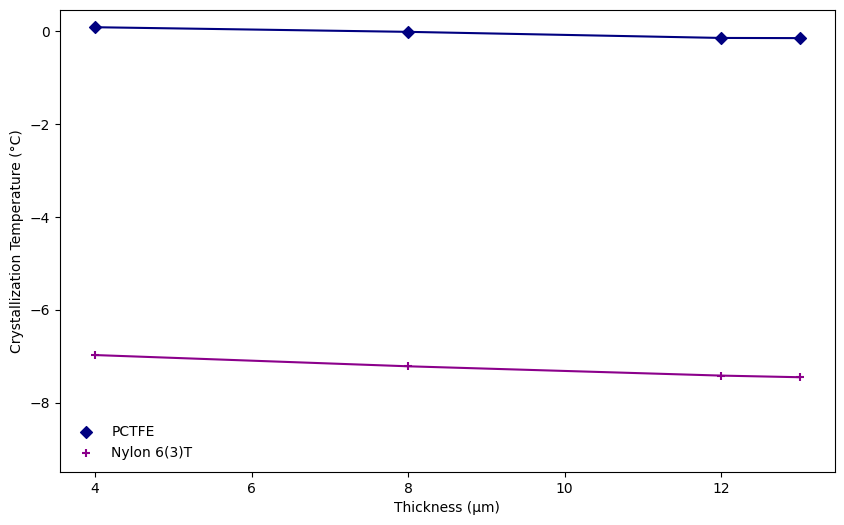 0
−2
−4
−6
−8
Crystallization Temperature (°C)
PCTFE
Nylon 6(3)T
4 6 8 10 12
Thickness (μm)